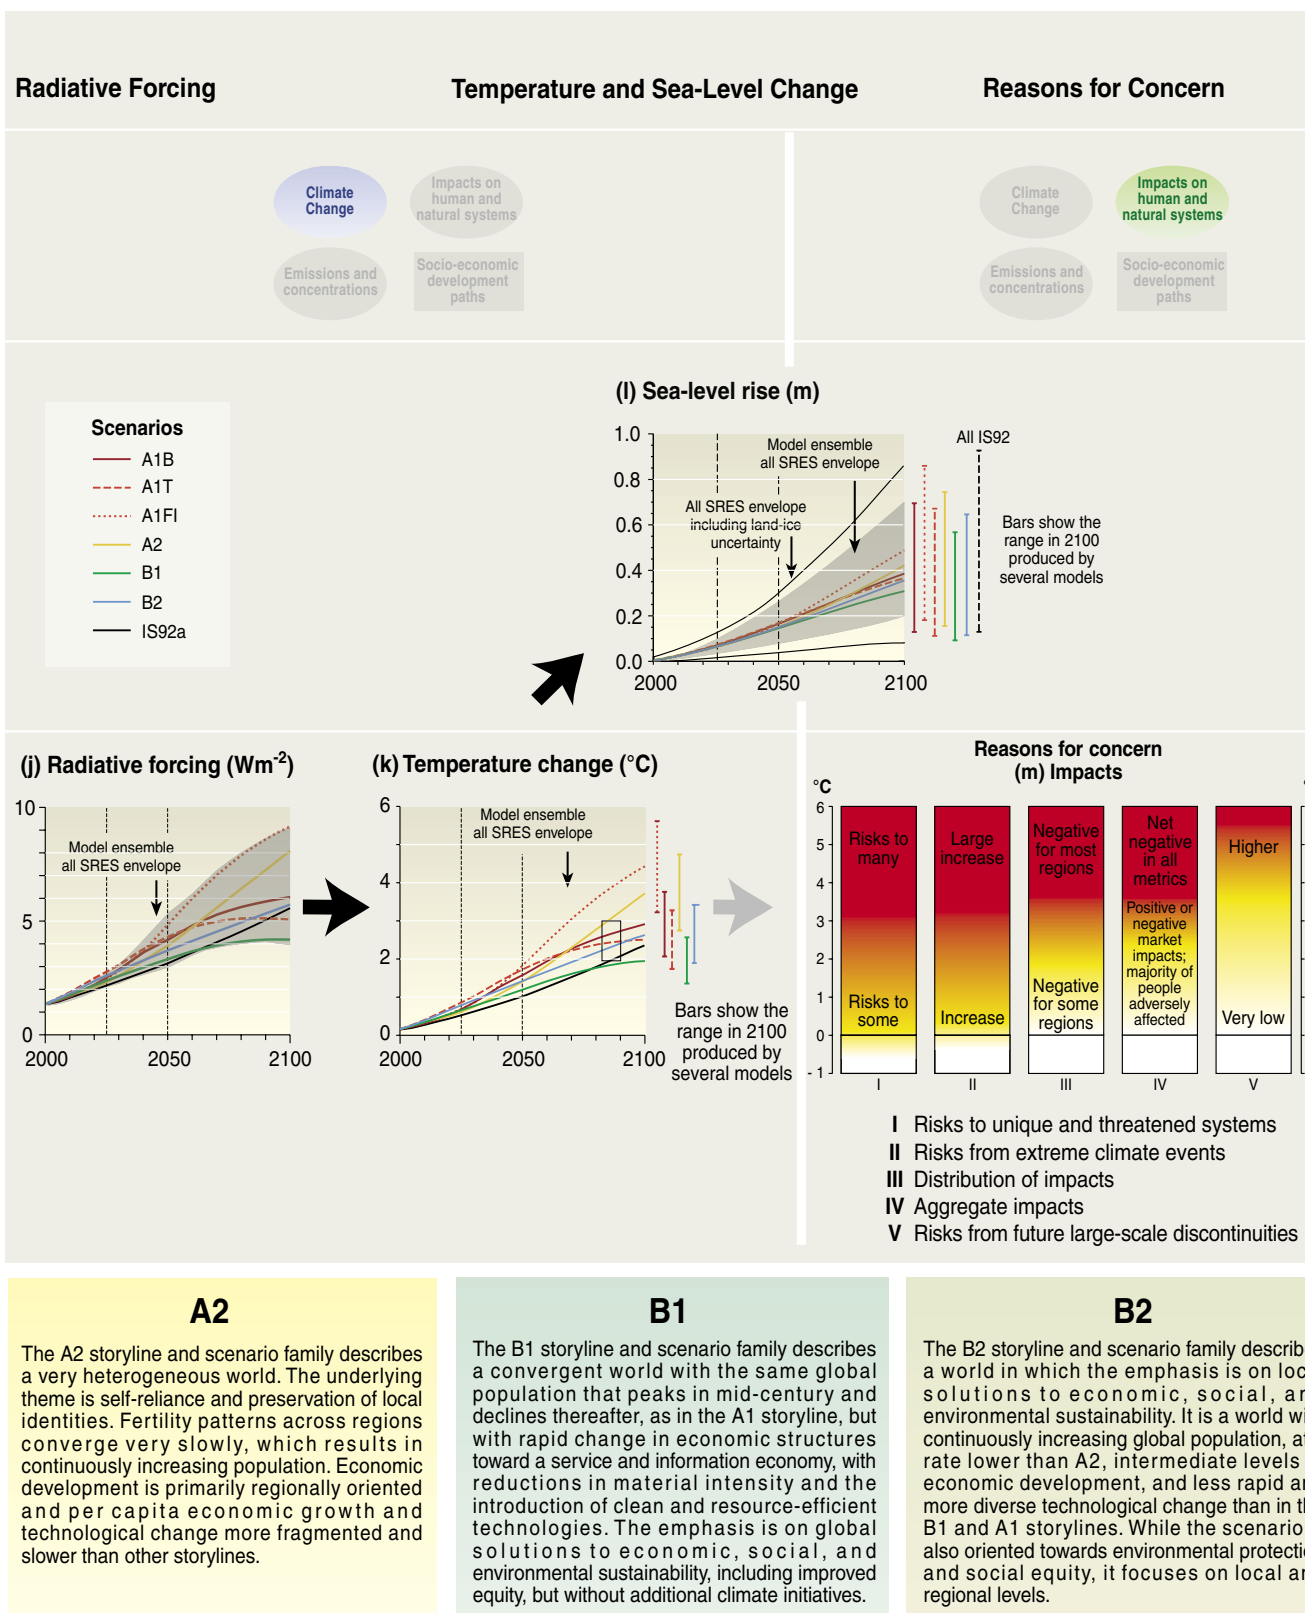 Radiative Forcing
Temperature and Sea-Level Change
Reasons for Concern
Climate
Change
Impacts on
human and
natural systems
Emissions and
concentrations
Socio-economic
development
paths
Climate
Change
Impacts on
human and
natural systems
Emissions and
concentrations
Socio-economic
development
paths
Scenarios
A1B
A1T
A1FI
A2
B1
B2
IS92a
(l) Sea-level rise (m)
1.0
0.8
0.6
0.4
0.2
0.0
2000
2050
2100
Model ensemble
all SRES envelope
All SRES envelope
including land-ice
uncertainty
All IS92
Bars show the
range in 2100
produced by
several models
(j) Radiative forcing (Wm-2)
10
5
0
2000
2050
2100
Model ensemble
all SRES envelope
(k) Temperature change (°C)
6
4
2
0
2000
2050
2100
Model ensemble
all SRES envelope
Bars show the
range in 2100
produced by
several models
Reasons for concern
(m) Impacts
°C
6
5
4
3
2
1
0
- 1
Risks to
many
Risks to
some
I
Large
increase
Increase
II
Negative
for most
regions
Negative
for some
regions
III
Net
negative
in all
metrics
Positive or
negative
market
impacts;
majority of
people
adversely
affected
IV
Higher
Very low
V
I Risks to unique and threatened systems
II Risks from extreme climate events
III Distribution of impacts
IV Aggregate impacts
V Risks from future large-scale discontinuities
A2
The A2 storyline and scenario family describes
a very heterogeneous world. The underlying
theme is self-reliance and preservation of local
identities. Fertility patterns across regions
converge very slowly, which results in
continuously increasing population. Economic
development is primarily regionally oriented
and per capita economic growth and
technological change more fragmented and
slower than other storylines.
B1
The B1 storyline and scenario family describes
a convergent world with the same global
population that peaks in mid-century and
declines thereafter, as in the A1 storyline, but
with rapid change in economic structures
toward a service and information economy, with
reductions in material intensity and the
introduction of clean and resource-efficient
technologies. The emphasis is on global
solutions to economic, social, and
environmental sustainability, including improved
equity, but without additional climate initiatives.
B2
The B2 storyline and scenario family
a world in which the emphasis is on
solutions to economic, social,
environmental sustainability. It is a world
continuously increasing global population,
rate lower than A2, intermediate levels
economic development, and less rapid
more diverse technological change than in
B1 and A1 storylines. While the scenario
also oriented towards environmental
and social equity, it focuses on local
regional levels.